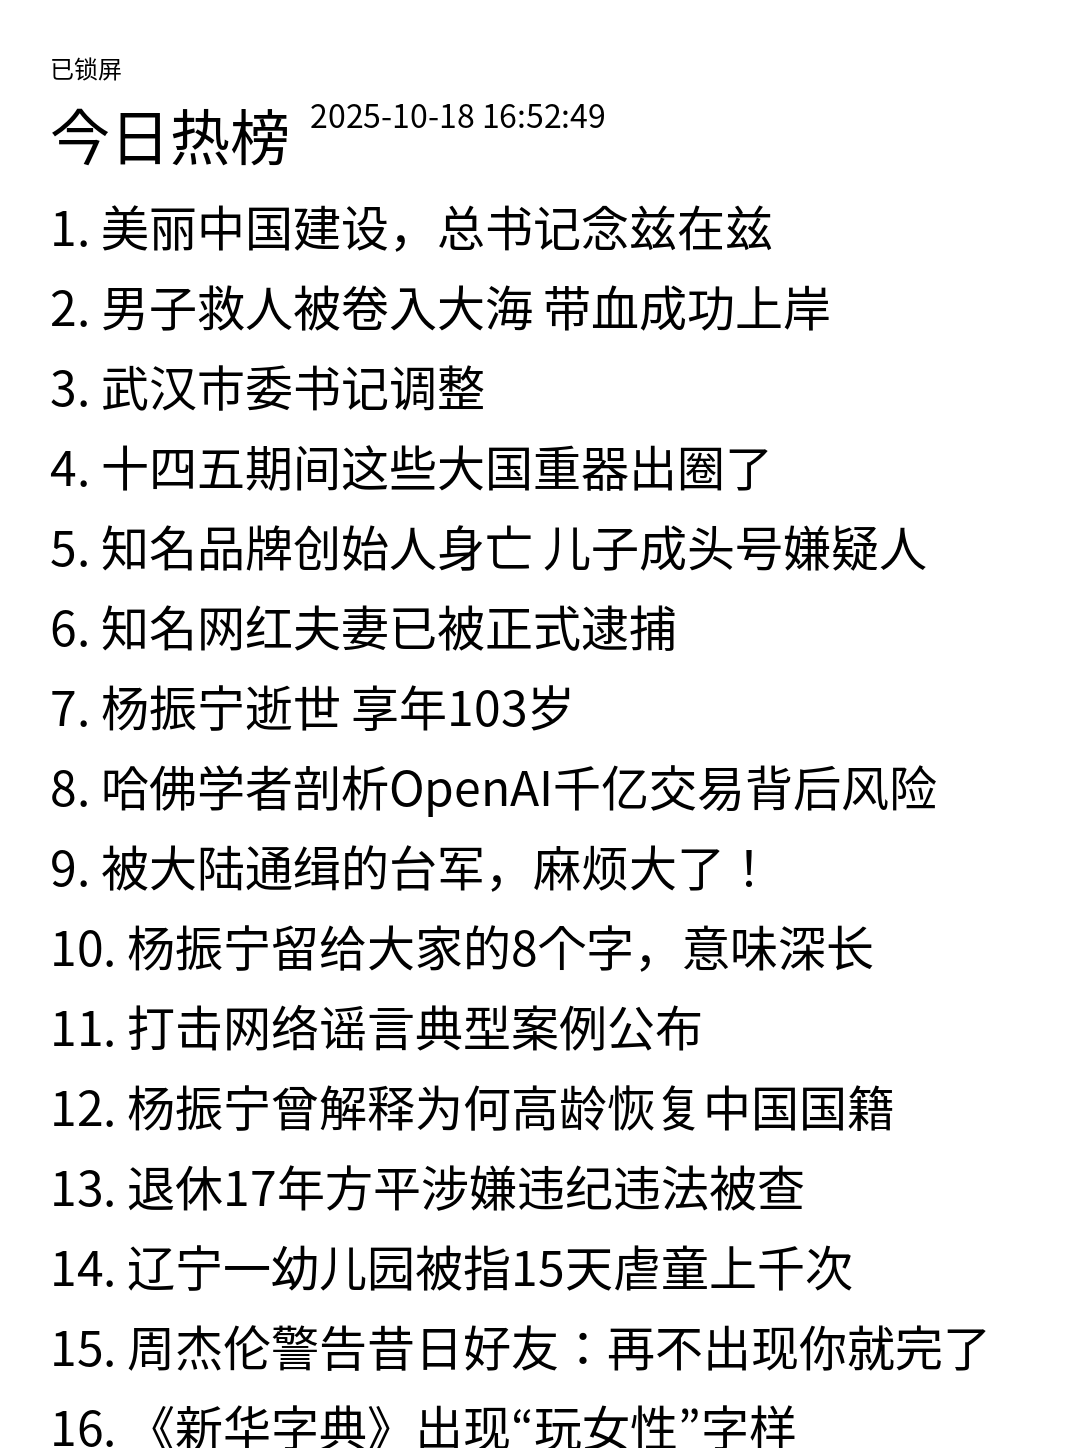 已锁屏
今日热榜 2025-10-18 16:52:49
1. 美丽中国建设，总书记念兹在兹
2. 男子救人被卷入大海 带血成功上岸
3. 武汉市委书记调整
4. 十四五期间这些大国重器出圈了
5. 知名品牌创始人身亡 儿子成头号嫌疑人
6. 知名网红夫妻已被正式逮捕
7. 杨振宁逝世 享年103岁
8. 哈佛学者剖析OpenAI千亿交易背后风险
9. 被大陆通缉的台军，麻烦大了！
10. 杨振宁留给大家的8个字，意味深长
11. 打击网络谣言典型案例公布
12. 杨振宁曾解释为何高龄恢复中国国籍
13. 退休17年方平涉嫌违纪违法被查
14. 辽宁一幼儿园被指15天虐童上千次
15. 周杰伦警告昔日好友：再不出现你就完了
16. 《新华字典》出现“玩女性”字样